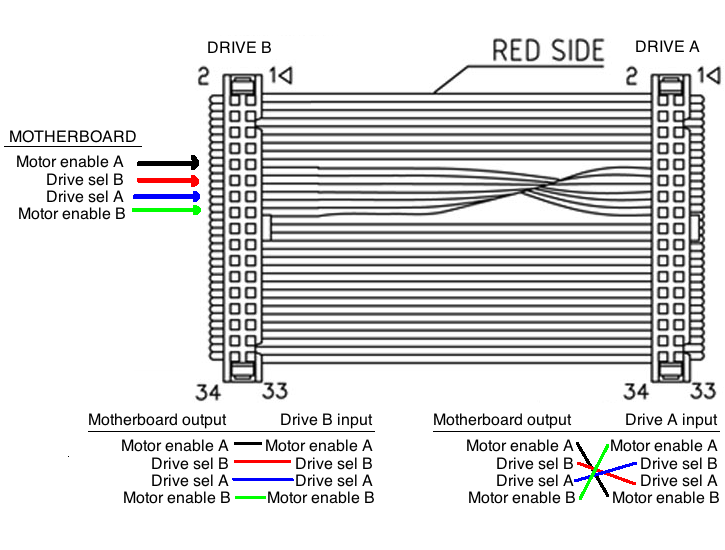 DRIVE B
RED SIDE
DRIVE A
2
1
2
1
MOTHERBOARD
Motor enable A
Drive sel B
Drive sel A
Motor enable B
34
33
34
33
Motherboard output Drive B input
Motor enable A Motor enable A
Drive sel B Drive sel B
Drive sel A Drive sel A
Motor enable B Motor enable B
Motherboard output Drive A input
Motor enable A Motor enable A
Drive sel B Drive sel B
Drive sel A Drive sel A
Motor enable B Motor enable B